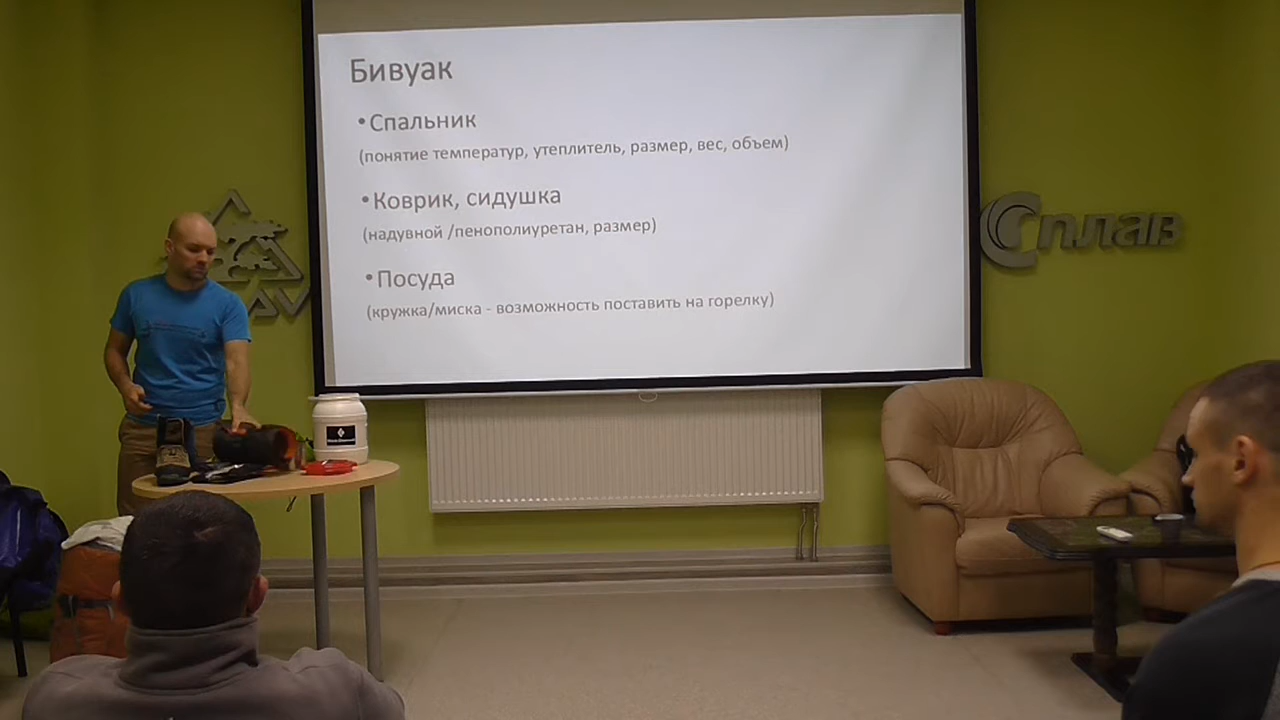 Бивуак
• Спальник
(понятие температур, утеплитель, размер, вес, объем)
• Коврик, сидушка
(надувной /пенополиуретан, размер)
• Посуда
(кружка/миска - возможность поставить на горелку)
Сплав